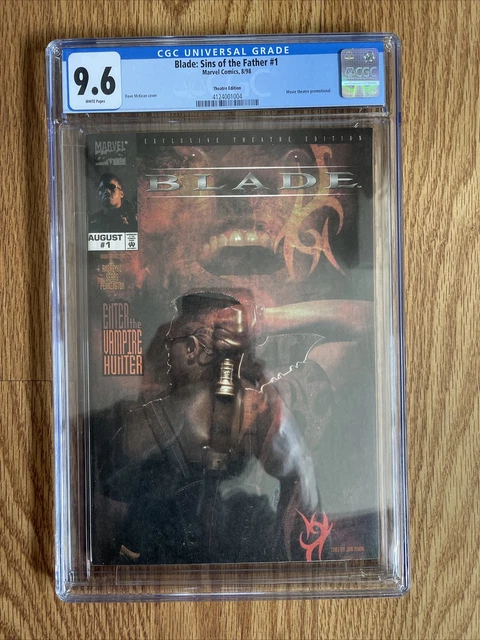 CGC UNIVERSAL GRADE
9.6
WHITE Pages
Blade: Sins of the Father #1
Marvel Comics, 8/98
Theatre Edition
Dave McKean cover
Movie theatre promotional.
4124001004
CGC
EXCLUSIVE THEATRE EDITION
MARVEL
BLADE
AUGUST
#1
ENTER the
VAMPIRE
HUNTER